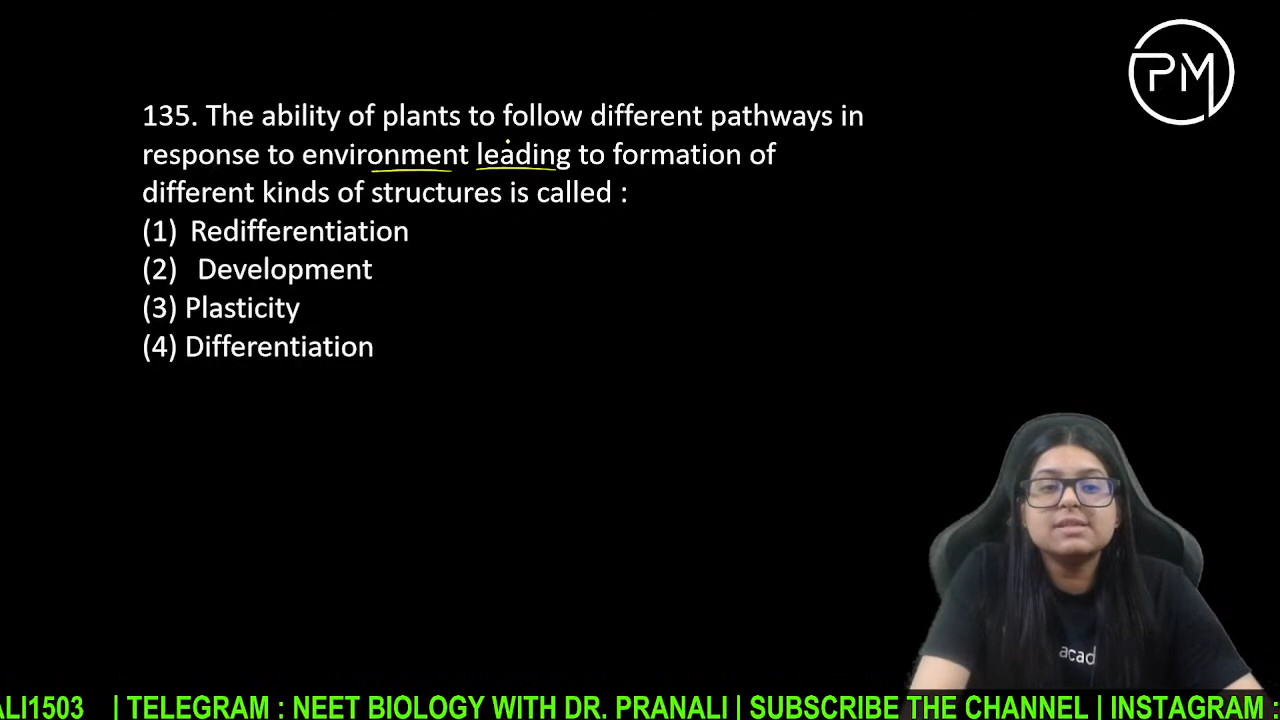 PM
135. The ability of plants to follow different pathways in
response to environment leading to formation of
different kinds of structures is called :
(1) Redifferentiation
(2) Development
(3) Plasticity
(4) Differentiation
acad
ALI1503 | TELEGRAM : NEET BIOLOGY WITH DR. PRANALI | SUBSCRIBE THE CHANNEL | INSTAGRAM :